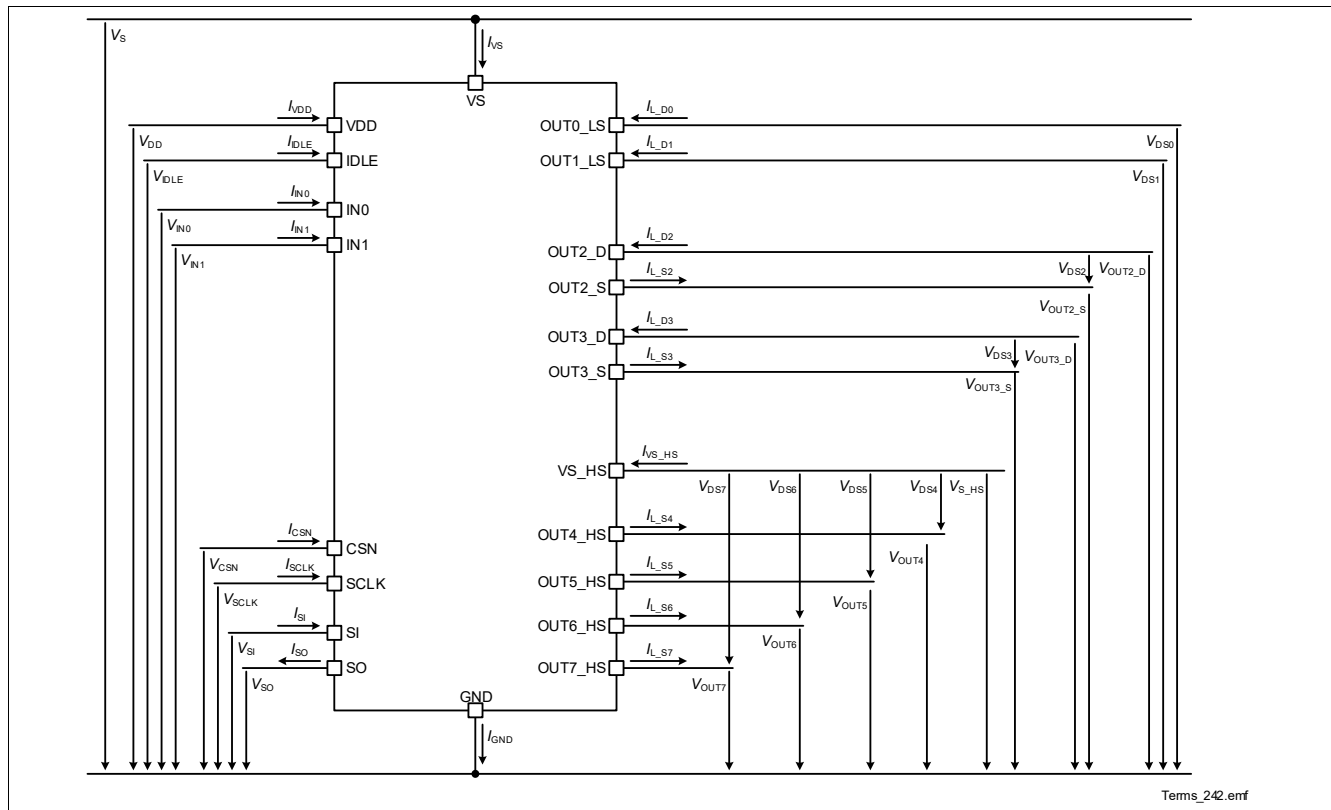 VS
IVS
VS
IVDD
VDD
VDD
IIDLE
IDLE
VIDLE
IIN0
IN0
VIN0
IIN1
IN1
VIN1
IL_D0
OUT0_LS
VDS0
IL_D1
OUT1_LS
VDS1
IL_D2
OUT2_D
VDS2
VOUT2_D
IL_S2
OUT2_S
VOUT2_S
IL_D3
OUT3_D
VDS3
VOUT3_D
IL_S3
OUT3_S
VOUT3_S
IVS_HS
VS_HS
VDS7
VDS6
VDS5
VDS4
VS_HS
IL_S4
OUT4_HS
VOUT4
IL_S5
OUT5_HS
VOUT5
IL_S6
OUT6_HS
VOUT6
IL_S7
OUT7_HS
VOUT7
ICSN
CSN
VCSN
ISCLK
SCLK
VSCLK
ISI
SI
VSI
ISO
SO
VSO
GND
IGND
Terms_242.emf